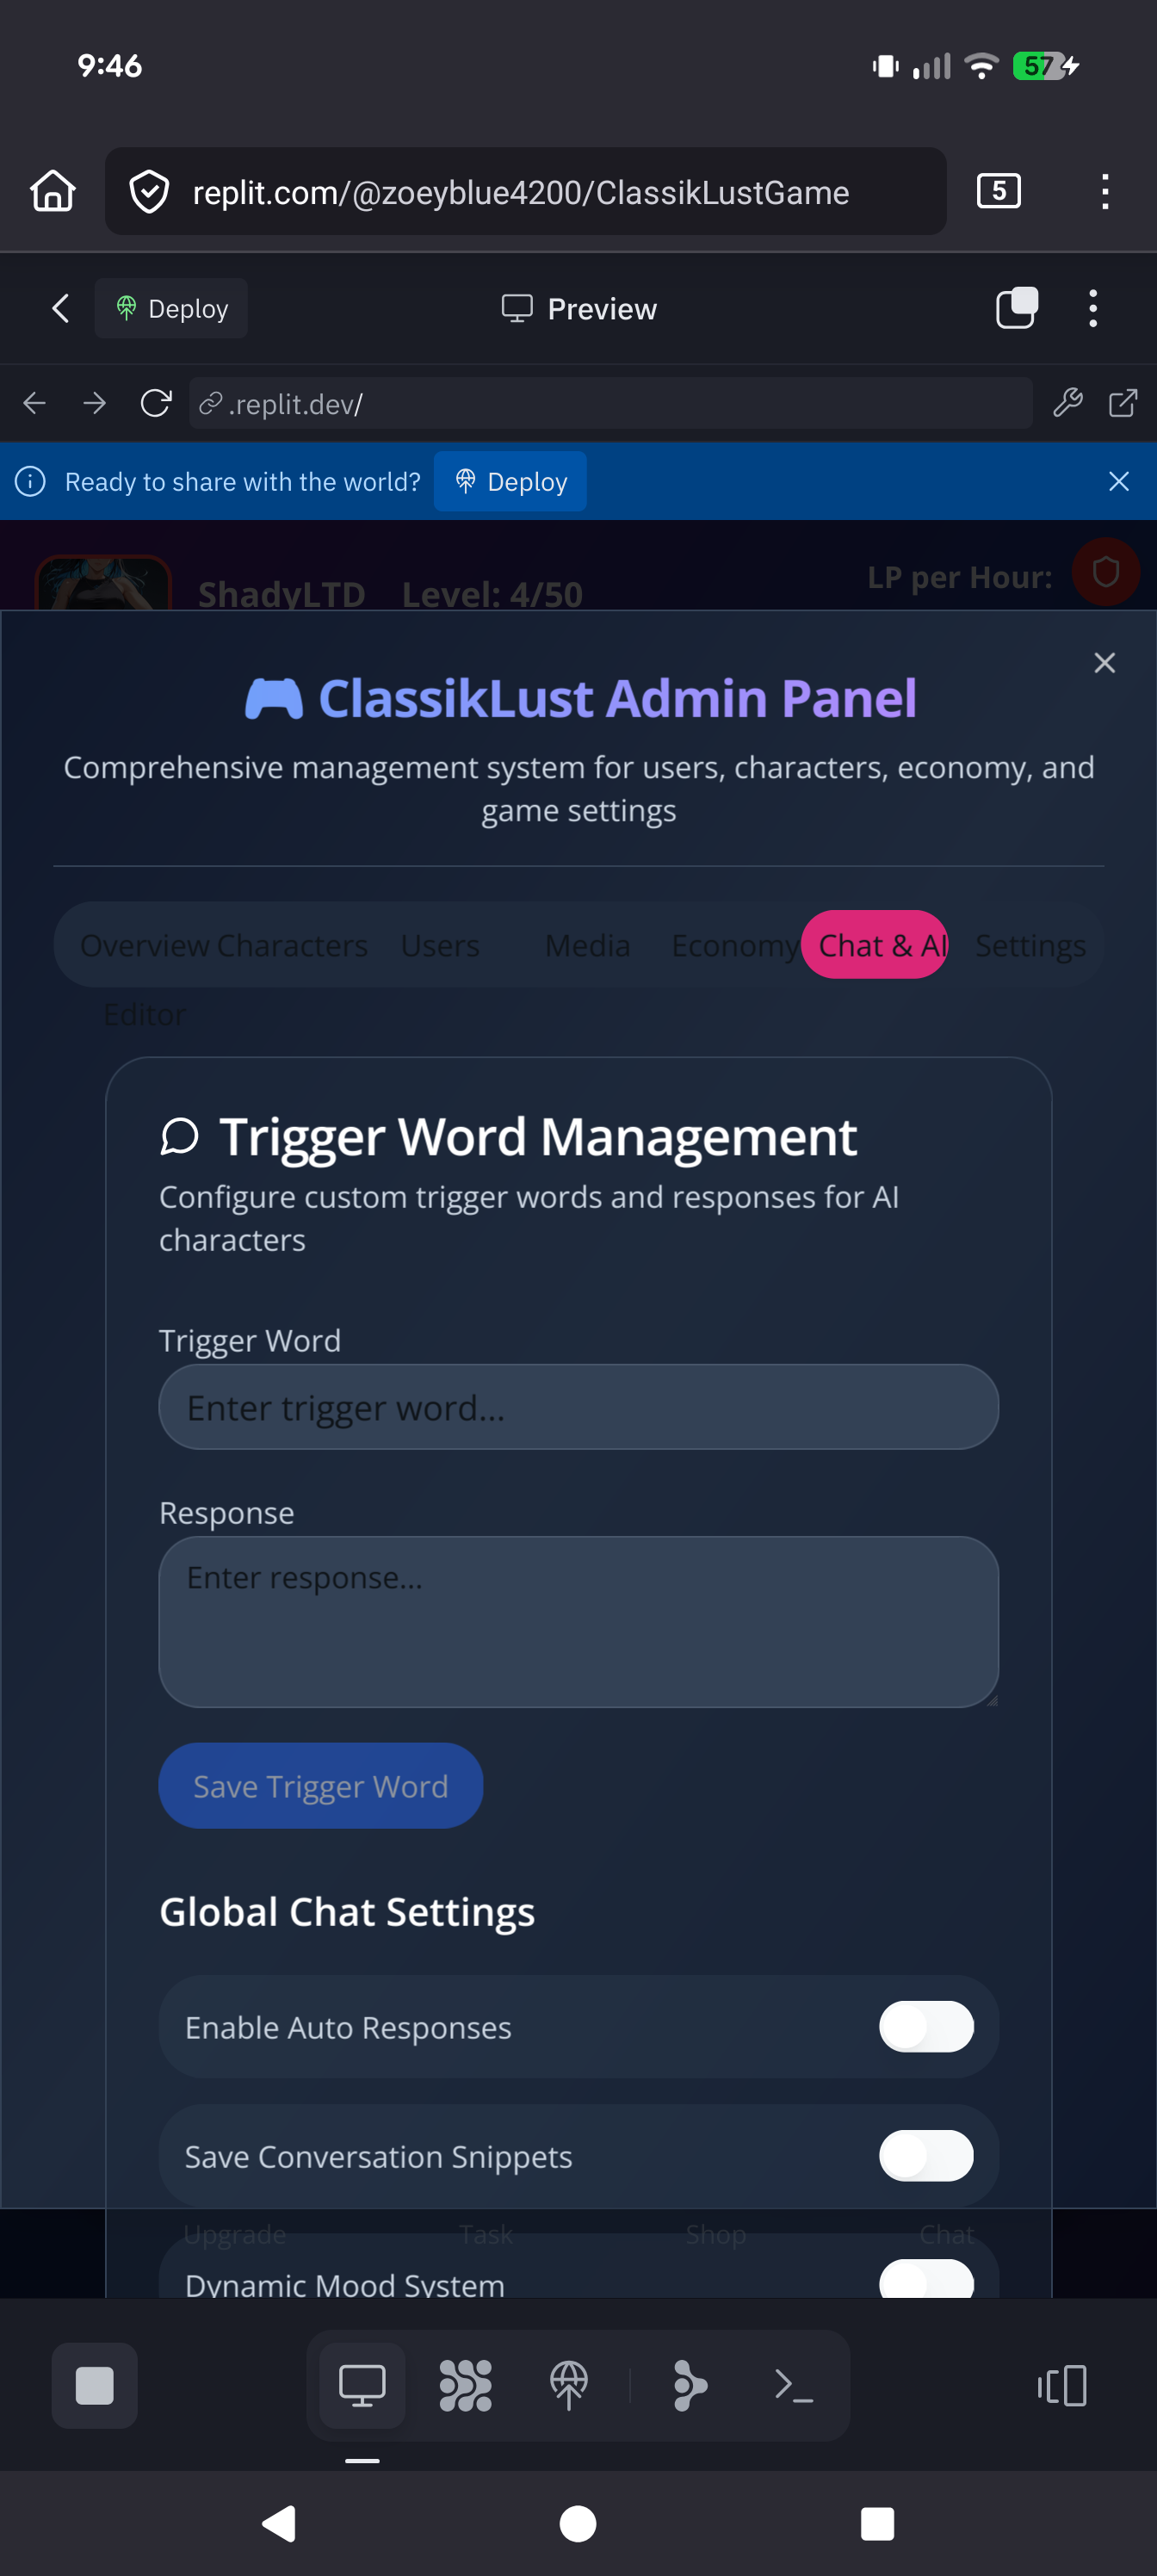 9:46
57
replit.com/@zoeyblue4200/ClassikLustGame
5
Deploy
Preview
.replit.dev/
Ready to share with the world?
Deploy
ShadyLTD Level: 4/50
LP per Hour:
ClassikLust Admin Panel
Comprehensive management system for users, characters, economy, and
game settings
Overview Characters Users Media Economy Chat & AI Settings
Editor
Trigger Word Management
Configure custom trigger words and responses for AI
characters
Trigger Word
Enter trigger word...
Response
Enter response...
Save Trigger Word
Global Chat Settings
Enable Auto Responses
Save Conversation Snippets
Upgrade Task Shop Chat
Dynamic Mood System